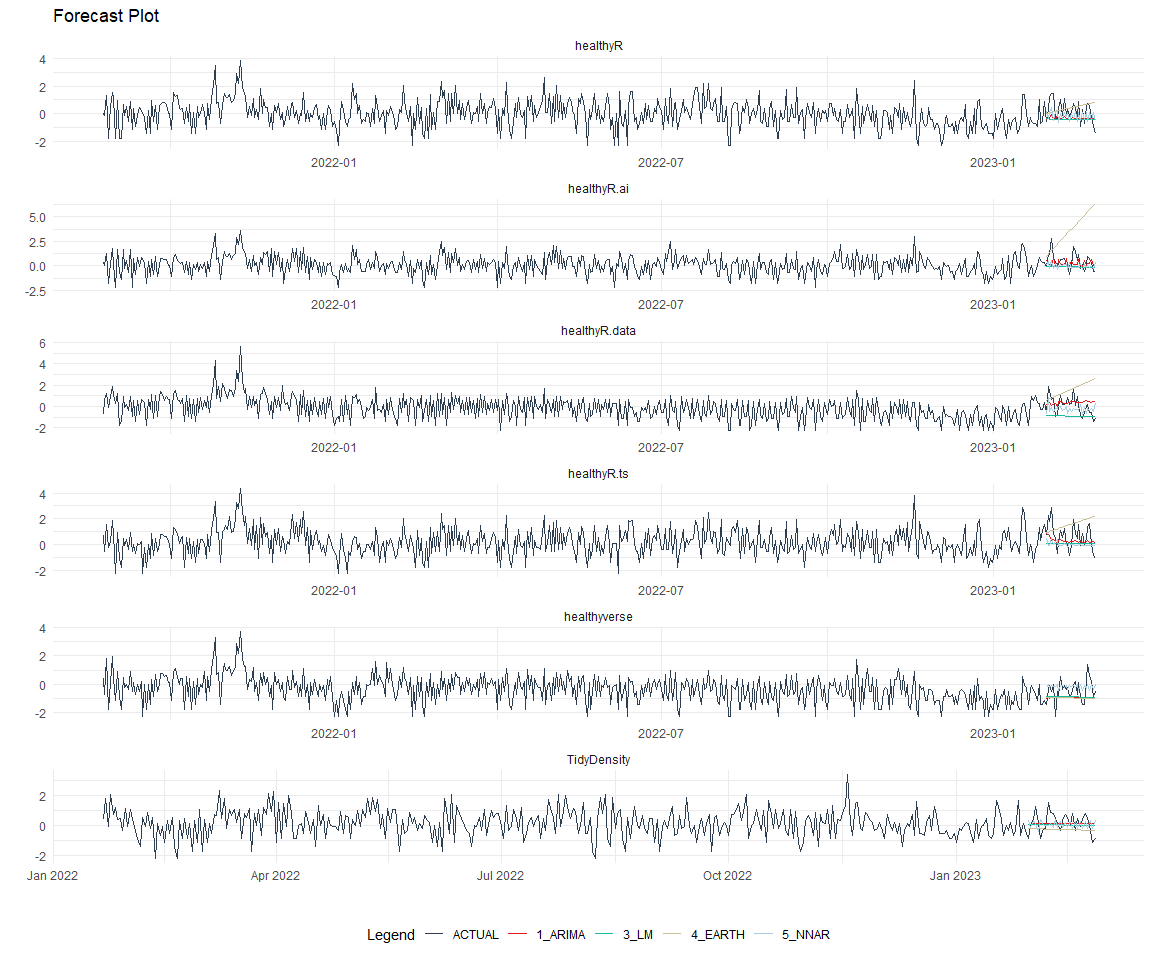 Forecast Plot
healthyR
4
2
0
-2
2022-01 2022-07 2023-01
healthyR.ai
5.0
2.5
0.0
-2.5
2022-01 2022-07 2023-01
healthyR.data
6
4
2
0
-2
2022-01 2022-07 2023-01
healthyR.ts
4
2
0
-2
2022-01 2022-07 2023-01
healthyverse
4
2
0
-2
2022-01 2022-07 2023-01
TidyDensity
2
0
-2
Jan 2022 Apr 2022 Jul 2022 Oct 2022 Jan 2023
Legend ACTUAL 1_ARIMA 3_LM 4_EARTH 5_NNAR